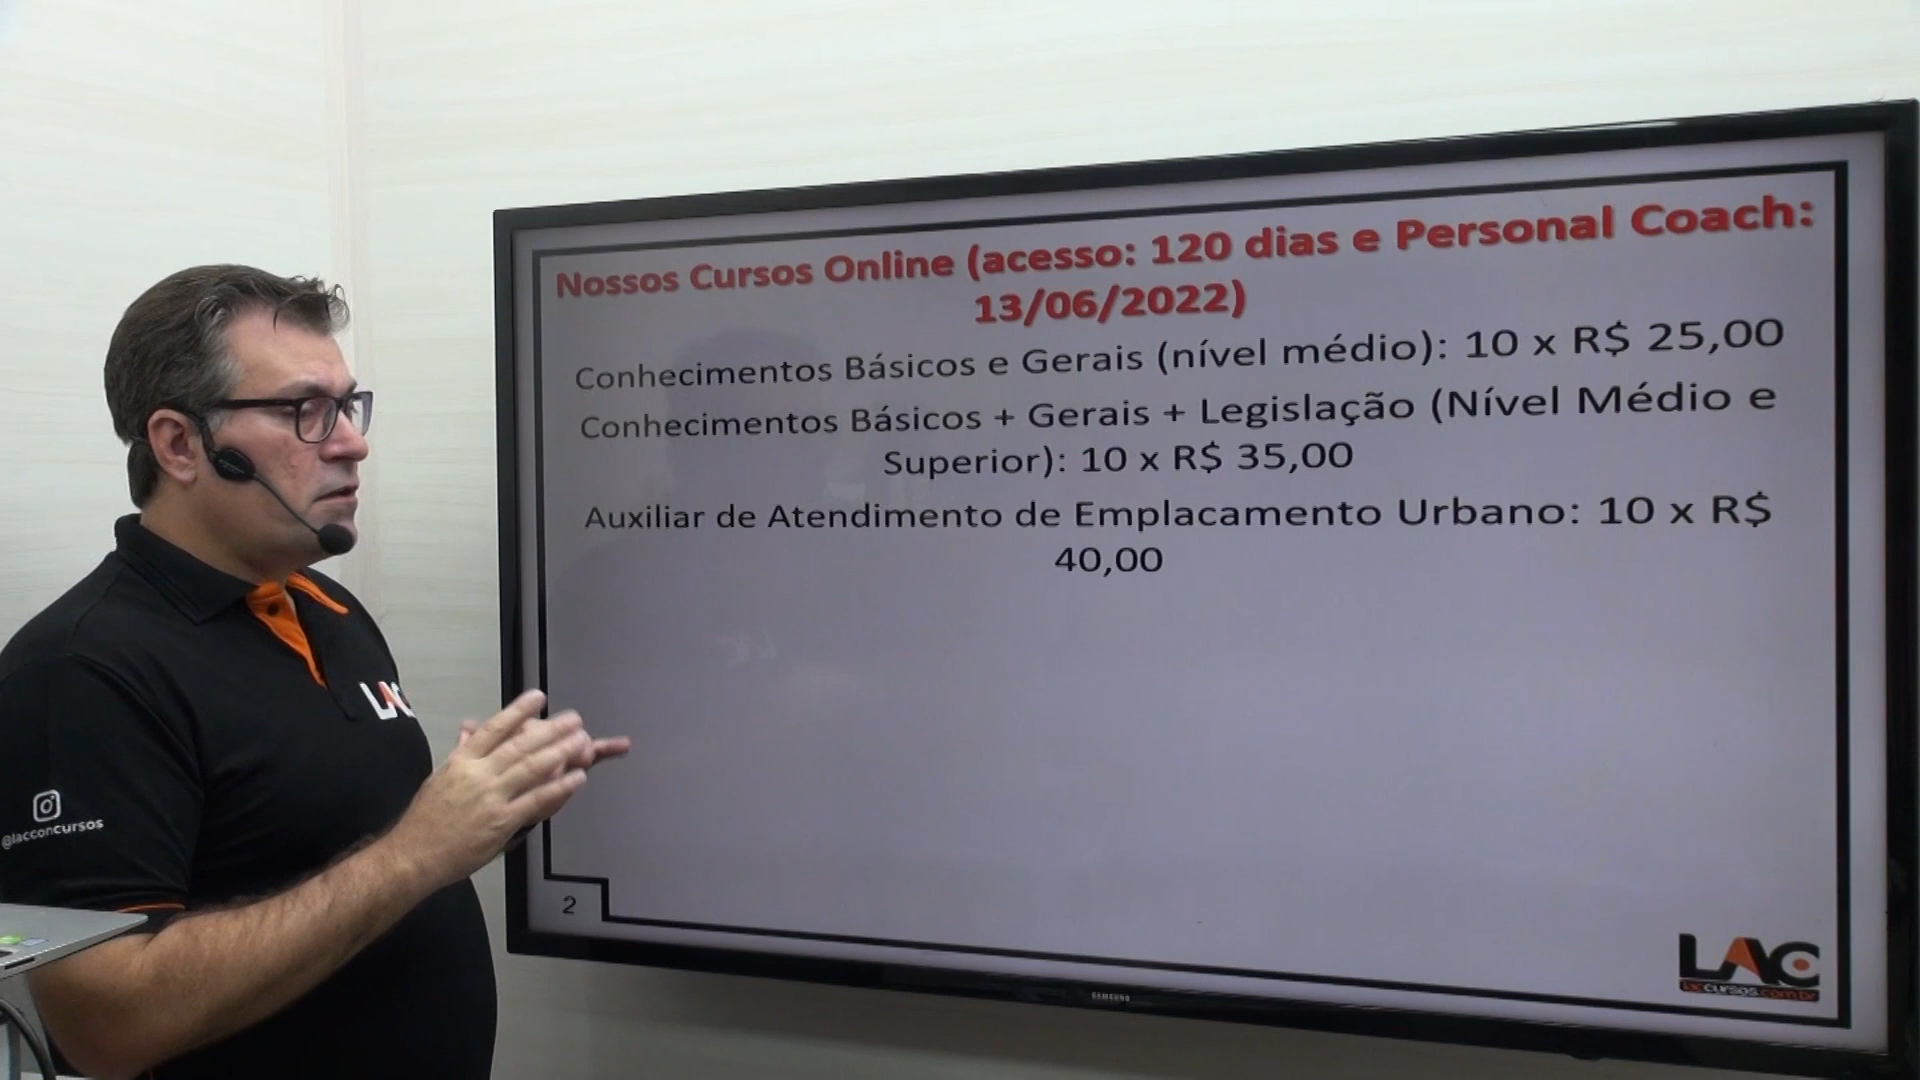 Nossos Cursos Online (acesso: 120 dias e Personal Coach:
13/06/2022)
Conhecimentos Básicos e Gerais (nível médio): 10 x R$ 25,00
Conhecimentos Básicos + Gerais + Legislação (Nível Médio e
Superior): 10 x R$ 35,00
Auxiliar de Atendimento de Emplacamento Urbano: 10 x R$
40,00
LAC
@lacconcursos
2
LAC
laccursos.com.br
SAMSUNG